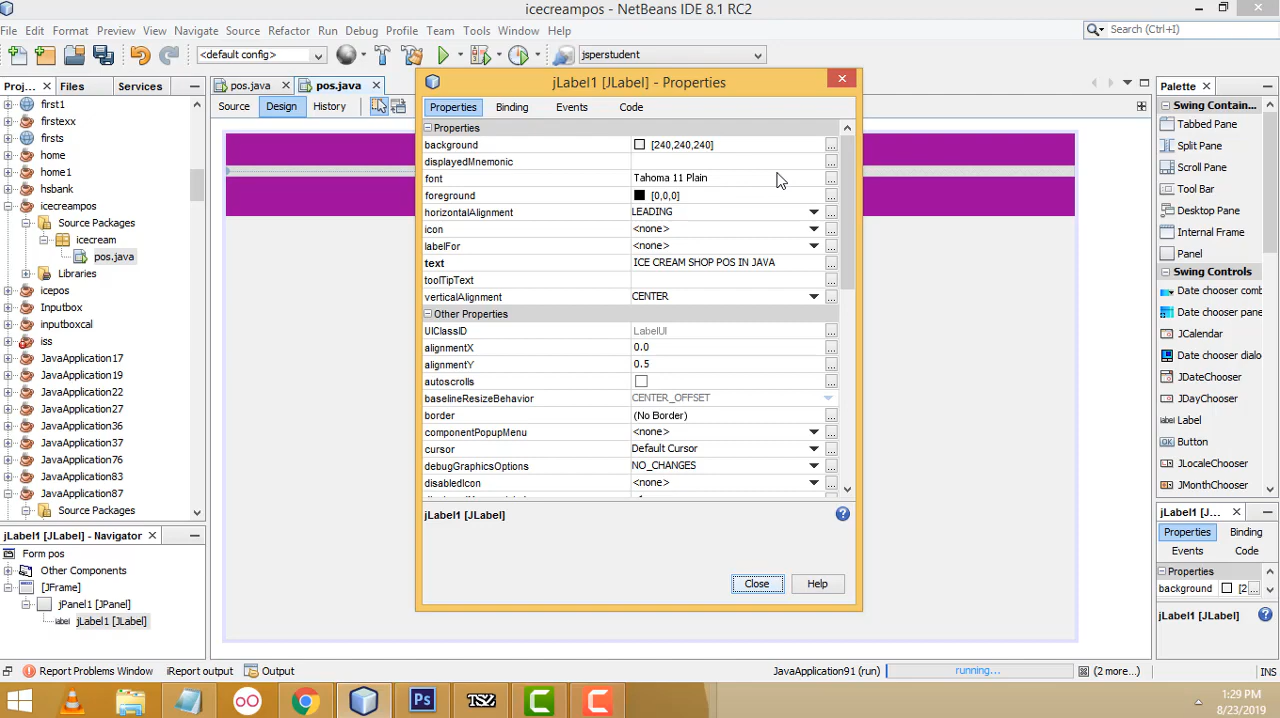 icecreampos - NetBeans IDE 8.1 RC2
File Edit Format Preview View Navigate Source Refactor Run Debug Profile Team Tools Window Help
Search (Ctrl+I)
<default config>
jsperstudent
Proj... Files Services
pos.java pos.java
Source Design History
first1
firstexx
firsts
home
home1
hsbank
icecreampos
Source Packages
icecream
pos.java
Libraries
icepos
Inputbox
inputboxcal
iss
JavaApplication17
JavaApplication19
JavaApplication22
JavaApplication27
JavaApplication36
JavaApplication37
JavaApplication76
JavaApplication83
JavaApplication87
Source Packages
jLabel1 [JLabel] - Navigator
Form pos
Other Components
[JFrame]
jPanel1 [JPanel]
label jLabel1 [JLabel]
jLabel1 [JLabel] - Properties
Properties Binding Events Code
Properties
background [240,240,240] ...
displayedMnemonic ...
font Tahoma 11 Plain ...
foreground [0,0,0] ...
horizontalAlignment LEADING ...
icon <none> ...
labelFor <none> ...
text ICE CREAM SHOP POS IN JAVA ...
toolTipText ...
verticalAlignment CENTER ...
Other Properties
UIClassID LabelUI ...
alignmentX 0.0 ...
alignmentY 0.5 ...
autoscrolls ...
baselineResizeBehavior CENTER_OFFSET
border (No Border) ...
componentPopupMenu <none> ...
cursor Default Cursor ...
debugGraphicsOptions NO_CHANGES ...
disabledIcon <none> ...
jLabel1 [JLabel]
Close Help
Palette
Swing Contain...
Tabbed Pane
Split Pane
Scroll Pane
Tool Bar
Desktop Pane
Internal Frame
Panel
Swing Controls
Date chooser comb
Date chooser pane
JCalendar
Date chooser dialo
JDateChooser
JDayChooser
label Label
OK Button
JLocaleChooser
JMonthChooser
jLabel1 [J...
Properties Binding
Events Code
Properties
background [2 ...
jLabel1 [JLabel]
Report Problems Window iReport output Output
JavaApplication91 (run) running... (2 more...) INS
Ps TSZ C C
1:29 PM
8/23/2019